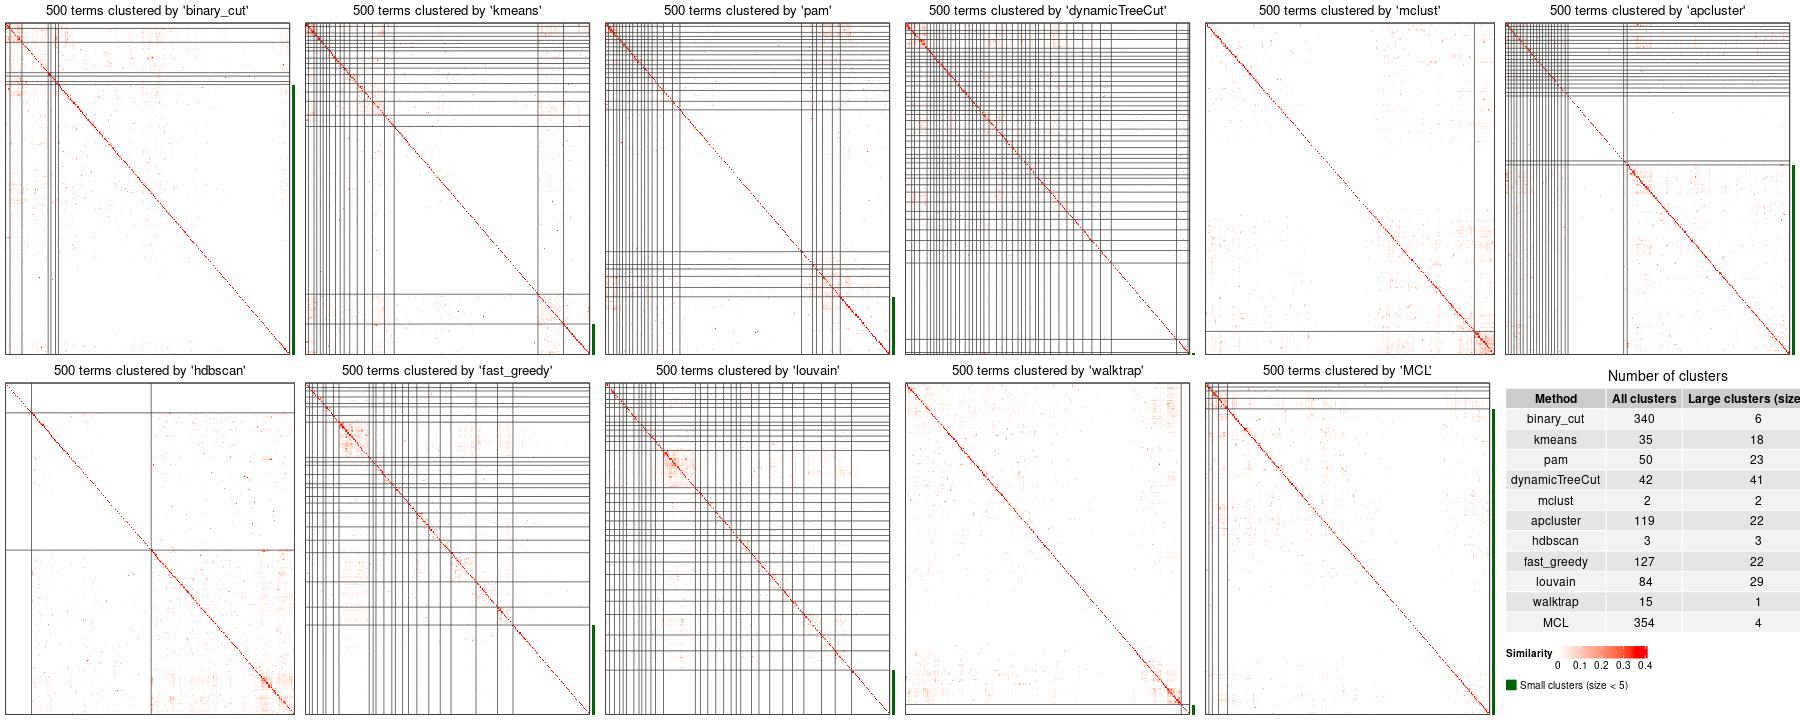 500 terms clustered by 'binary_cut'
500 terms clustered by 'kmeans'
500 terms clustered by 'pam'
500 terms clustered by 'dynamicTreeCut'
500 terms clustered by 'mclust'
500 terms clustered by 'apcluster'
500 terms clustered by 'hdbscan'
500 terms clustered by 'fast_greedy'
500 terms clustered by 'louvain'
500 terms clustered by 'walktrap'
500 terms clustered by 'MCL'
Number of clusters
Method All clusters Large clusters (size
binary_cut 340 6
kmeans 35 18
pam 50 23
dynamicTreeCut 42 41
mclust 2 2
apcluster 119 22
hdbscan 3 3
fast_greedy 127 22
louvain 84 29
walktrap 15 1
MCL 354 4
Similarity
0 0.1 0.2 0.3 0.4
Small clusters (size < 5)